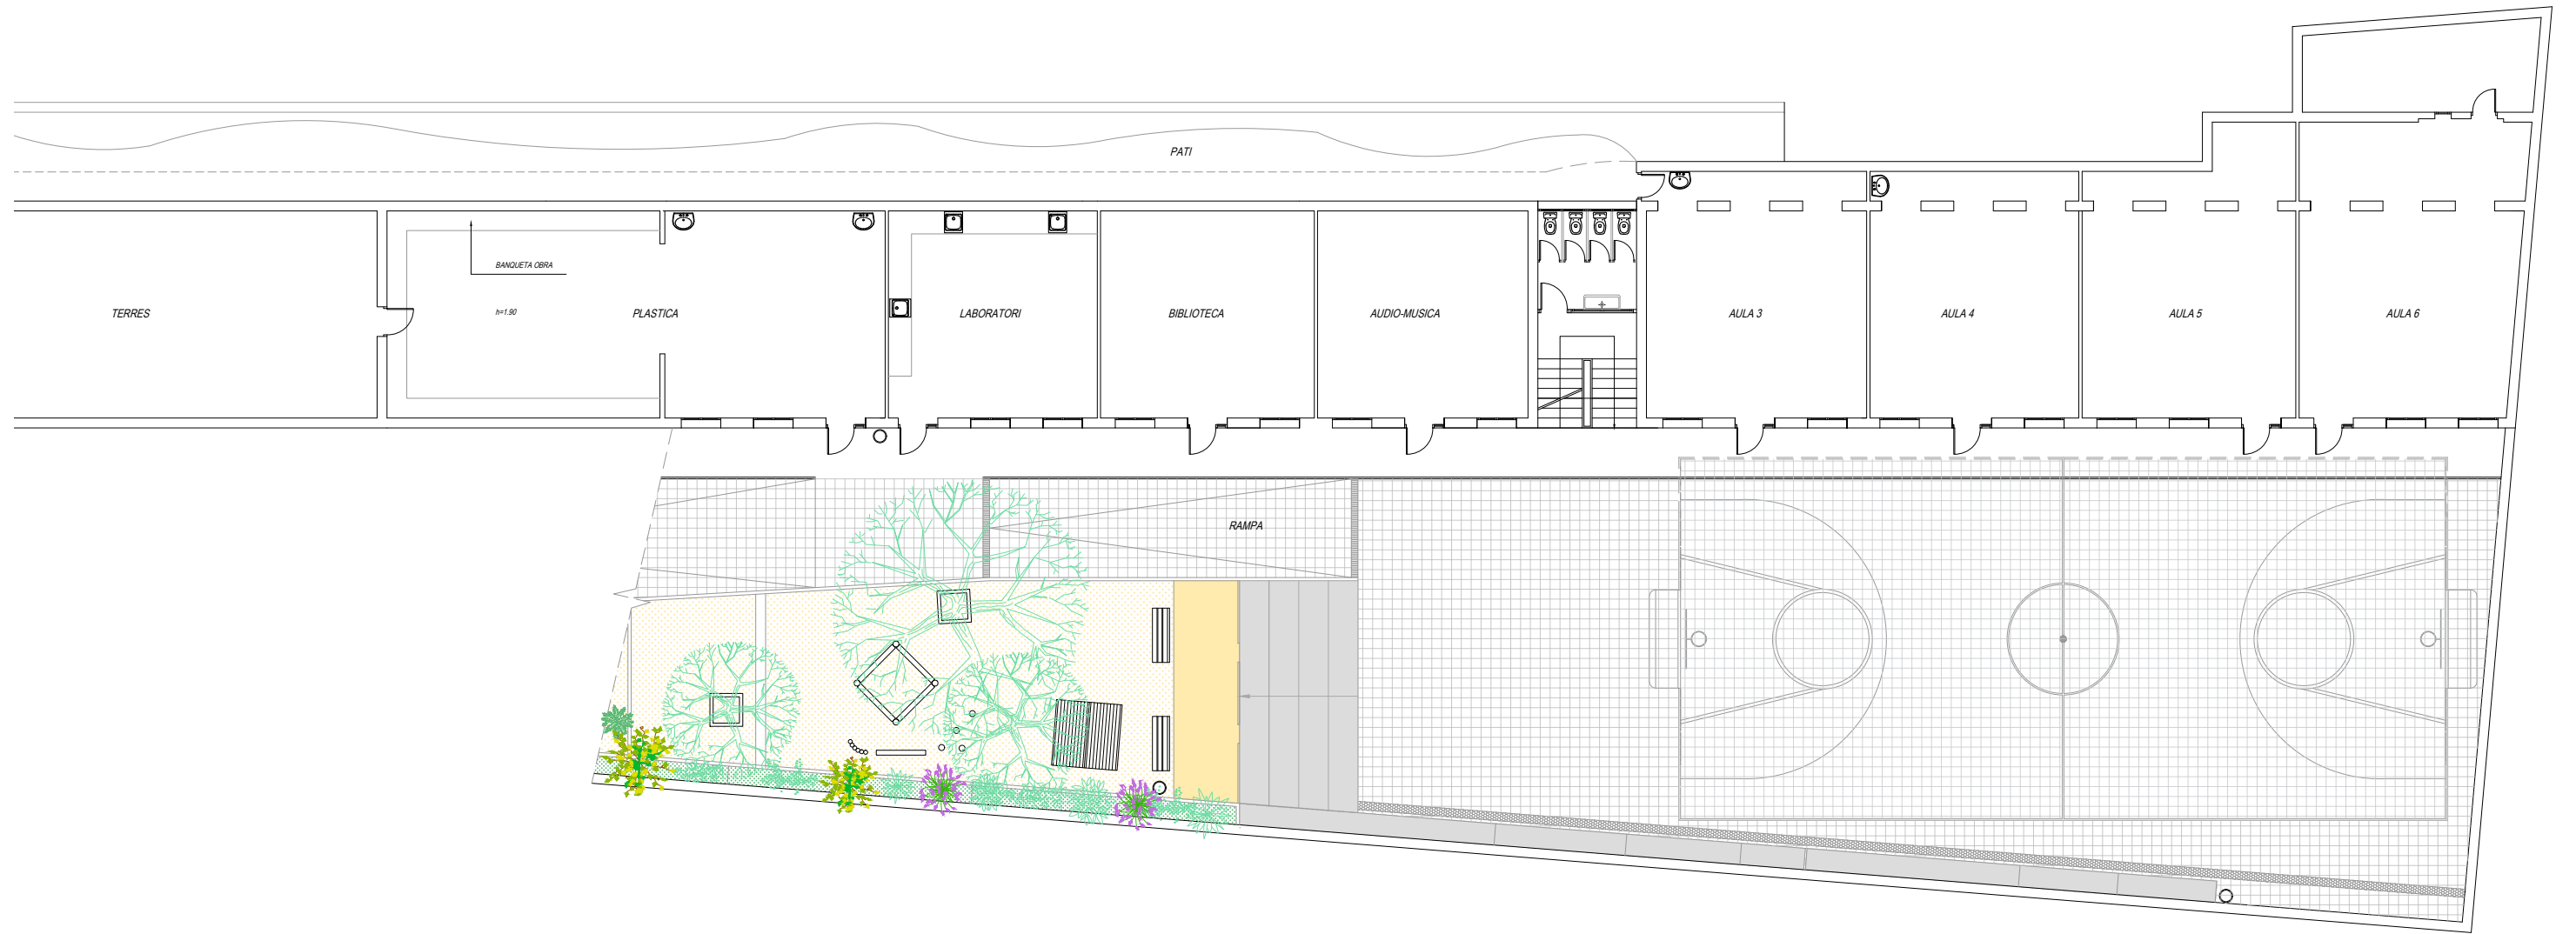 PATI
BANQUETA OBRA
h=1.90
TERRES
PLASTICA
LABORATORI
BIBLIOTECA
AUDIO-MUSICA
AULA 3
AULA 4
AULA 5
AULA 6
RAMPA